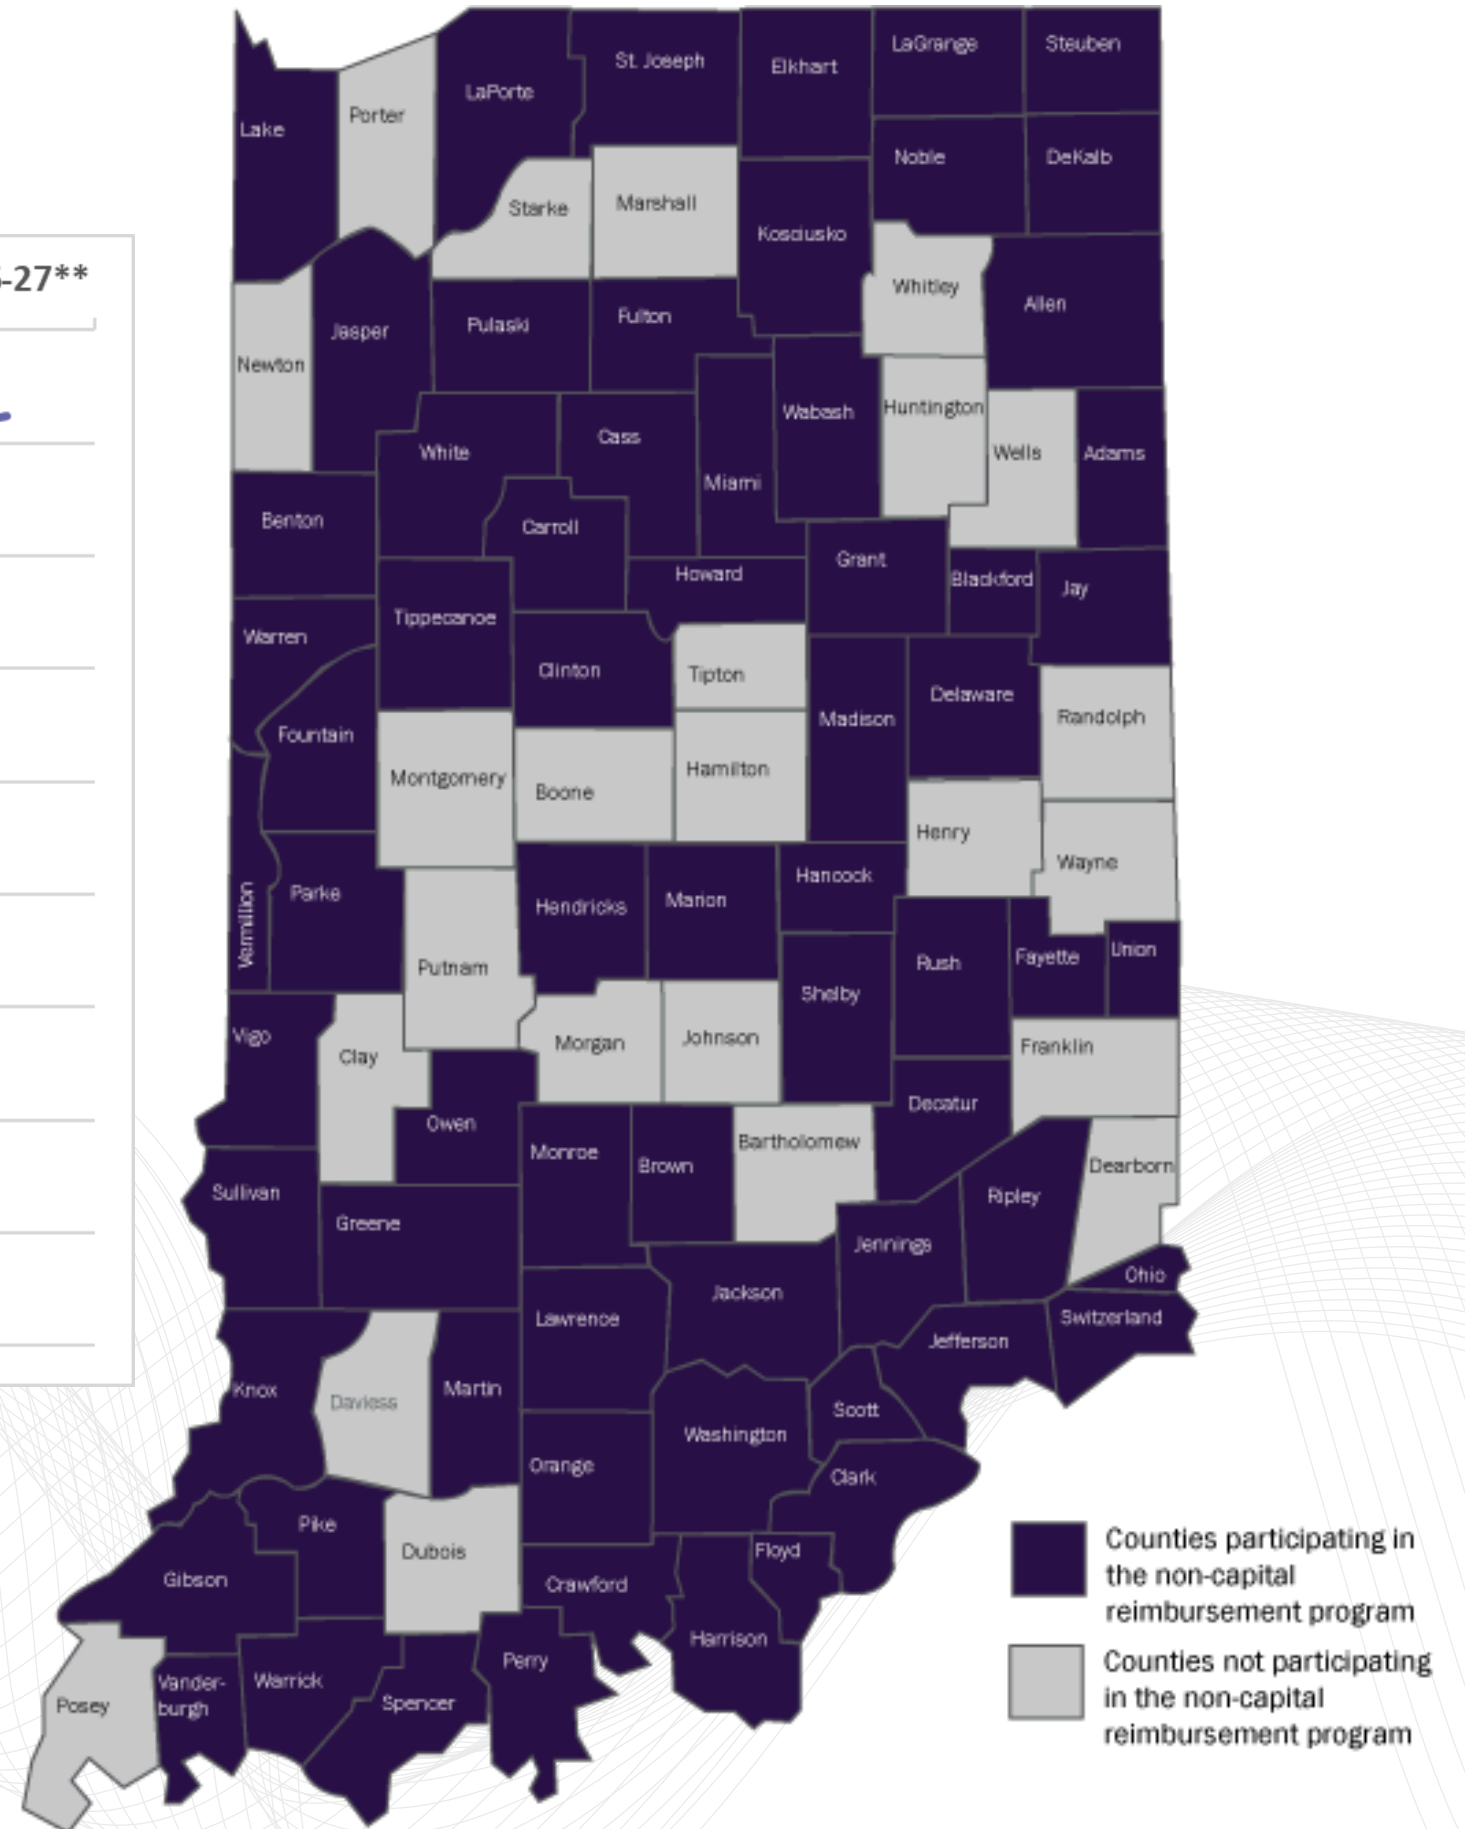 LaGrange
Steuben
St. Joseph
Elkhart
LaPorte
Porter
Lake
Noble
DeKalb
Starke
Marshall
Kosciusko
-27**
Whitley
Allen
Jasper
Pulaski
Fulton
Newton
Wabash
Huntington
White
Cass
Wells
Adams
Miami
Benton
Carroll
Grant
Howard
Blackford
Jay
Tippecanoe
Warren
Clinton
Tipton
Delaware
Madison
Randolph
Fountain
Montgomery
Boone
Hamilton
Henry
Wayne
Hancock
Parke
Hendricks
Marion
Vermillion
Putnam
Rush
Fayette
Union
Shelby
Vigo
Clay
Morgan
Johnson
Franklin
Owen
Decatur
Monroe
Brown
Bartholomew
Dearborn
Sullivan
Greene
Ripley
Jennings
Ohio
Jackson
Lawrence
Switzerland
Jefferson
Knox
Daviess
Martin
Scott
Washington
Orange
Clark
Pike
Dubois
Floyd
Gibson
Crawford
Harrison
Perry
Vander-
burgh
Warrick
Spencer
Posey
Counties participating in
the non-capital
reimbursement program
Counties not participating
in the non-capital
reimbursement program